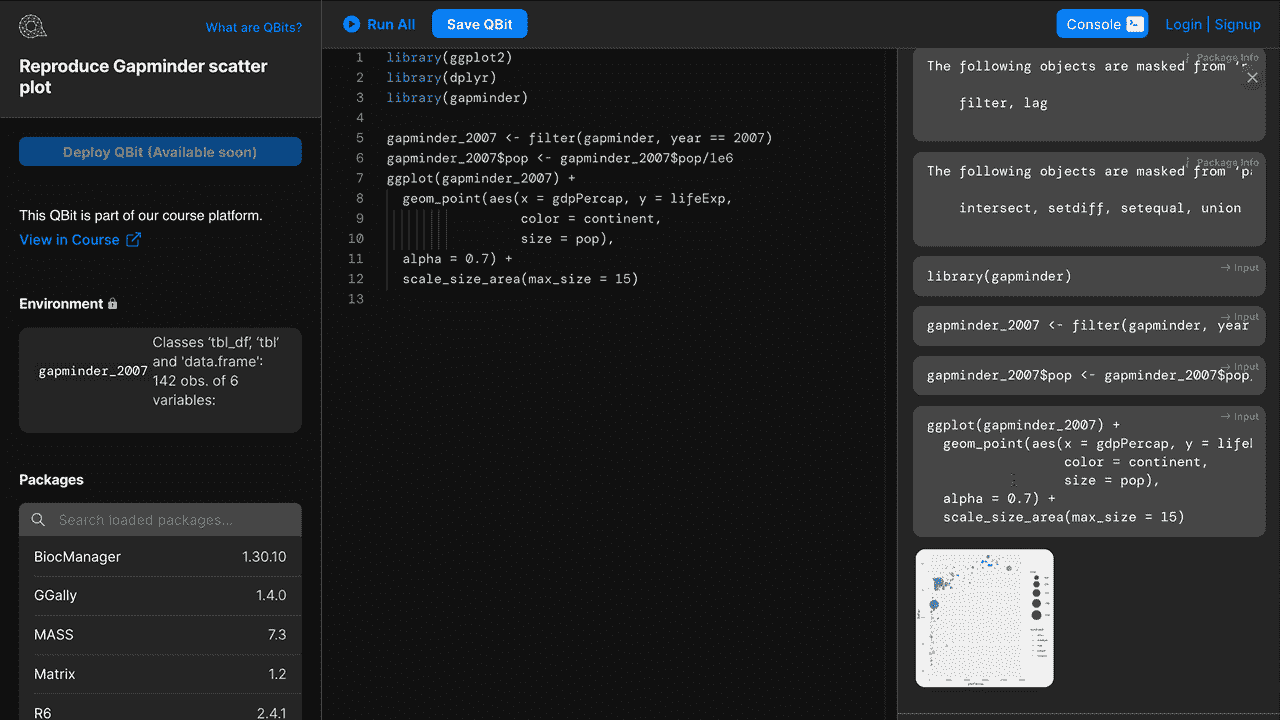 What are QBits?
Reproduce Gapminder scatter
plot
Deploy QBit (Available soon)
This QBit is part of our course platform.
View in Course
Environment
gapminder_2007
Classes ‘tbl_df’, ‘tbl’
and 'data.frame':
142 obs. of 6
variables:
Packages
Search loaded packages...
BiocManager 1.30.10
GGally 1.4.0
MASS 7.3
Matrix 1.2
R6 2.4.1
Run All
Save QBit
Console
Login | Signup
1 library(ggplot2)
2 library(dplyr)
3 library(gapminder)
4
5 gapminder_2007 <- filter(gapminder, year == 2007)
6 gapminder_2007$pop <- gapminder_2007$pop/1e6
7 ggplot(gapminder_2007) +
8 geom_point(aes(x = gdpPercap, y = lifeExp,
9 color = continent,
10 size = pop),
11 alpha = 0.7) +
12 scale_size_area(max_size = 15)
13
Package Info
The following objects are masked from
filter, lag
Package Info
The following objects are masked from ‘pa
intersect, setdiff, setequal, union
→ Input
library(gapminder)
→ Input
gapminder_2007 <- filter(gapminder, year
→ Input
gapminder_2007$pop <- gapminder_2007$pop
→ Input
ggplot(gapminder_2007) +
geom_point(aes(x = gdpPercap, y = lifeE
color = continent,
size = pop),
alpha = 0.7) +
scale_size_area(max_size = 15)